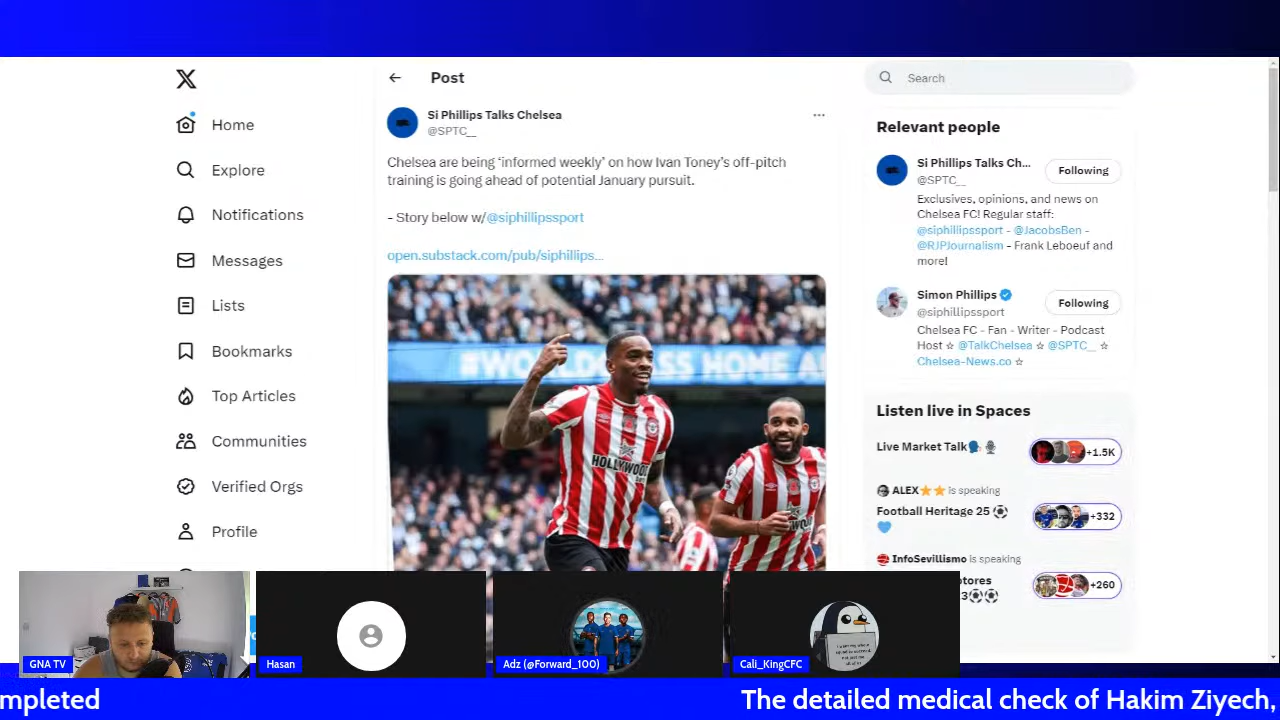 Home
Explore
Notifications
Messages
Lists
Bookmarks
Top Articles
Communities
Verified Orgs
Profile
Post
Si Phillips Talks Chelsea
@SPTC__
Chelsea are being ‘informed weekly’ on how Ivan Toney’s off-pitch
training is going ahead of potential January pursuit.
- Story below w/@siphillipssport
open.substack.com/pub/siphillips...
#WORLDCLASS HOME A
HOLLYWOOD
Search
Relevant people
Si Phillips Talks Ch...
@SPTC__
Following
Exclusives, opinions, and news on
Chelsea FC! Regular staff:
@siphillipssport - @JacobsBen -
@RJPJournalism - Frank Leboeuf and
more!
Simon Phillips
@siphillipssport
Following
Chelsea FC - Fan - Writer - Podcast
Host ☆ @TalkChelsea ☆ @SPTC__ ☆
Chelsea-News.co ☆
Listen live in Spaces
Live Market Talk🗣️🎙️
+1.5K
ALEX⭐⭐ is speaking
Football Heritage 25 ⚽
💙
+332
InfoSevillismo is speaking
+260
GNA TV
Hasan
Adz (@Forward_100)
Cali_KingCFC
mpleted
The detailed medical check of Hakim Ziyech,